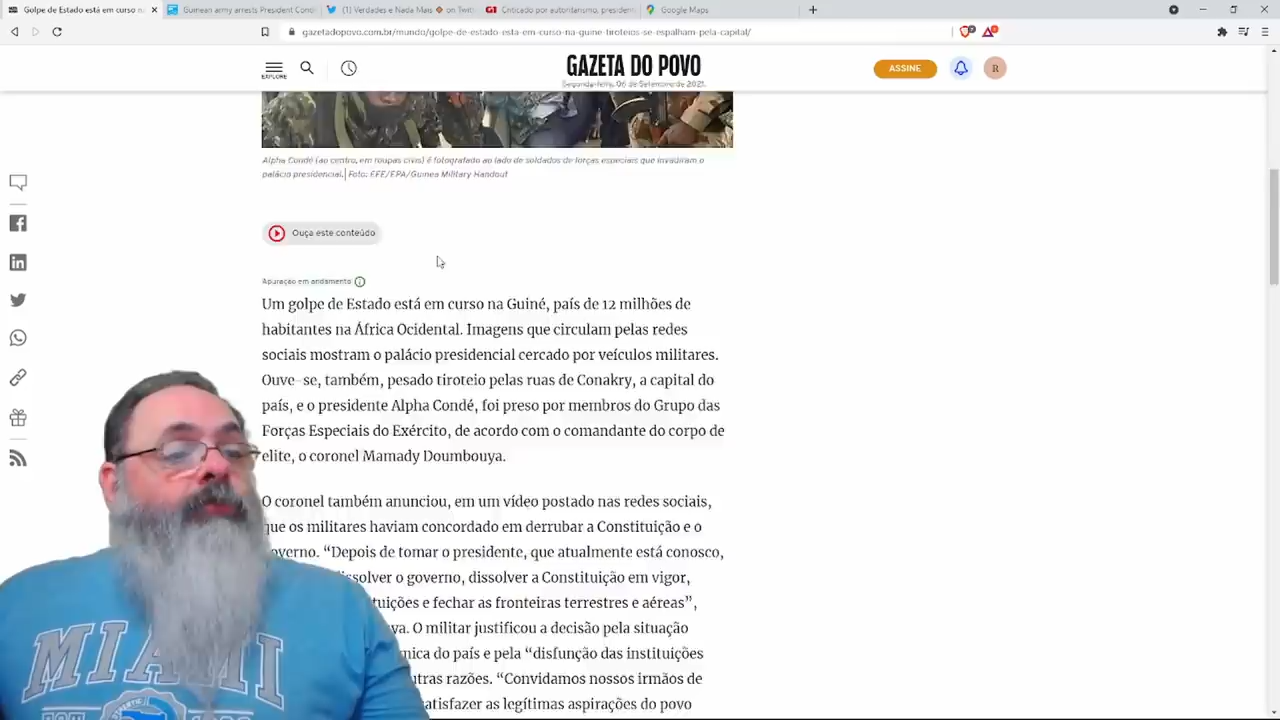 Golpe de Estado está em curso n
Guinean army arrests President Cond
(1) Verdades e Nada Mais on Twitt
Criticado por autoritarismo, president
Google Maps
gazetadopovo.com.br/mundo/golpe-de-estado-esta-em-curso-na-guine-tiroteios-se-espalham-pela-capital/
EXPLORE
GAZETA DO POVO
Segunda-feira, 06 de Setembro de 2021.
ASSINE
R
Alpha Condé (ao centro, em roupas civis) é fotografado ao lado de soldados de forças especiais que invadiram o
palácio presidencial.| Foto: EFE/EPA/Guinea Military Handout
Ouça este conteúdo
Apuração em andamento
Um golpe de Estado está em curso na Guiné, país de 12 milhões de
habitantes na África Ocidental. Imagens que circulam pelas redes
sociais mostram o palácio presidencial cercado por veículos militares.
Ouve-se, também, pesado tiroteio pelas ruas de Conakry, a capital do
país, e o presidente Alpha Condé, foi preso por membros do Grupo das
Forças Especiais do Exército, de acordo com o comandante do corpo de
elite, o coronel Mamady Doumbouya.
O coronel também anunciou, em um vídeo postado nas redes sociais,
que os militares haviam concordado em derrubar a Constituição e o
governo. “Depois de tomar o presidente, que atualmente está conosco,
dissolver o governo, dissolver a Constituição em vigor,
tuições e fechar as fronteiras terrestres e aéreas”,
ya. O militar justificou a decisão pela situação
mica do país e pela “disfunção das instituições
utras razões. “Convidamos nossos irmãos de
satisfazer as legítimas aspirações do povo
MIAMI